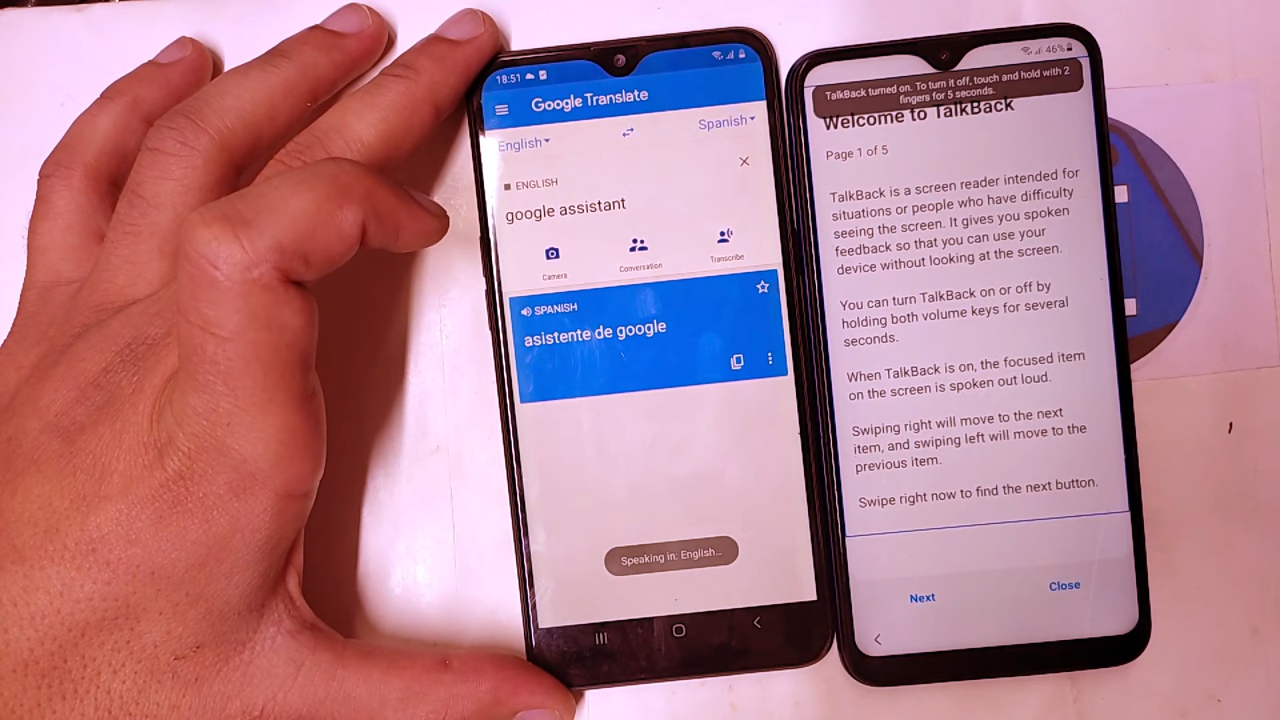 18:51
Google Translate
English
Spanish
ENGLISH
google assistant
Camera
Conversation
Transcribe
SPANISH
asistente de google
Speaking in: English...
46%
TalkBack turned on. To turn it off, touch and hold with 2
fingers for 5 seconds.
Welcome to TalkBack
Page 1 of 5
TalkBack is a screen reader intended for
situations or people who have difficulty
seeing the screen. It gives you spoken
feedback so that you can use your
device without looking at the screen.
You can turn TalkBack on or off by
holding both volume keys for several
seconds.
When TalkBack is on, the focused item
on the screen is spoken out loud.
Swiping right will move to the next
item, and swiping left will move to the
previous item.
Swipe right now to find the next button.
Next
Close